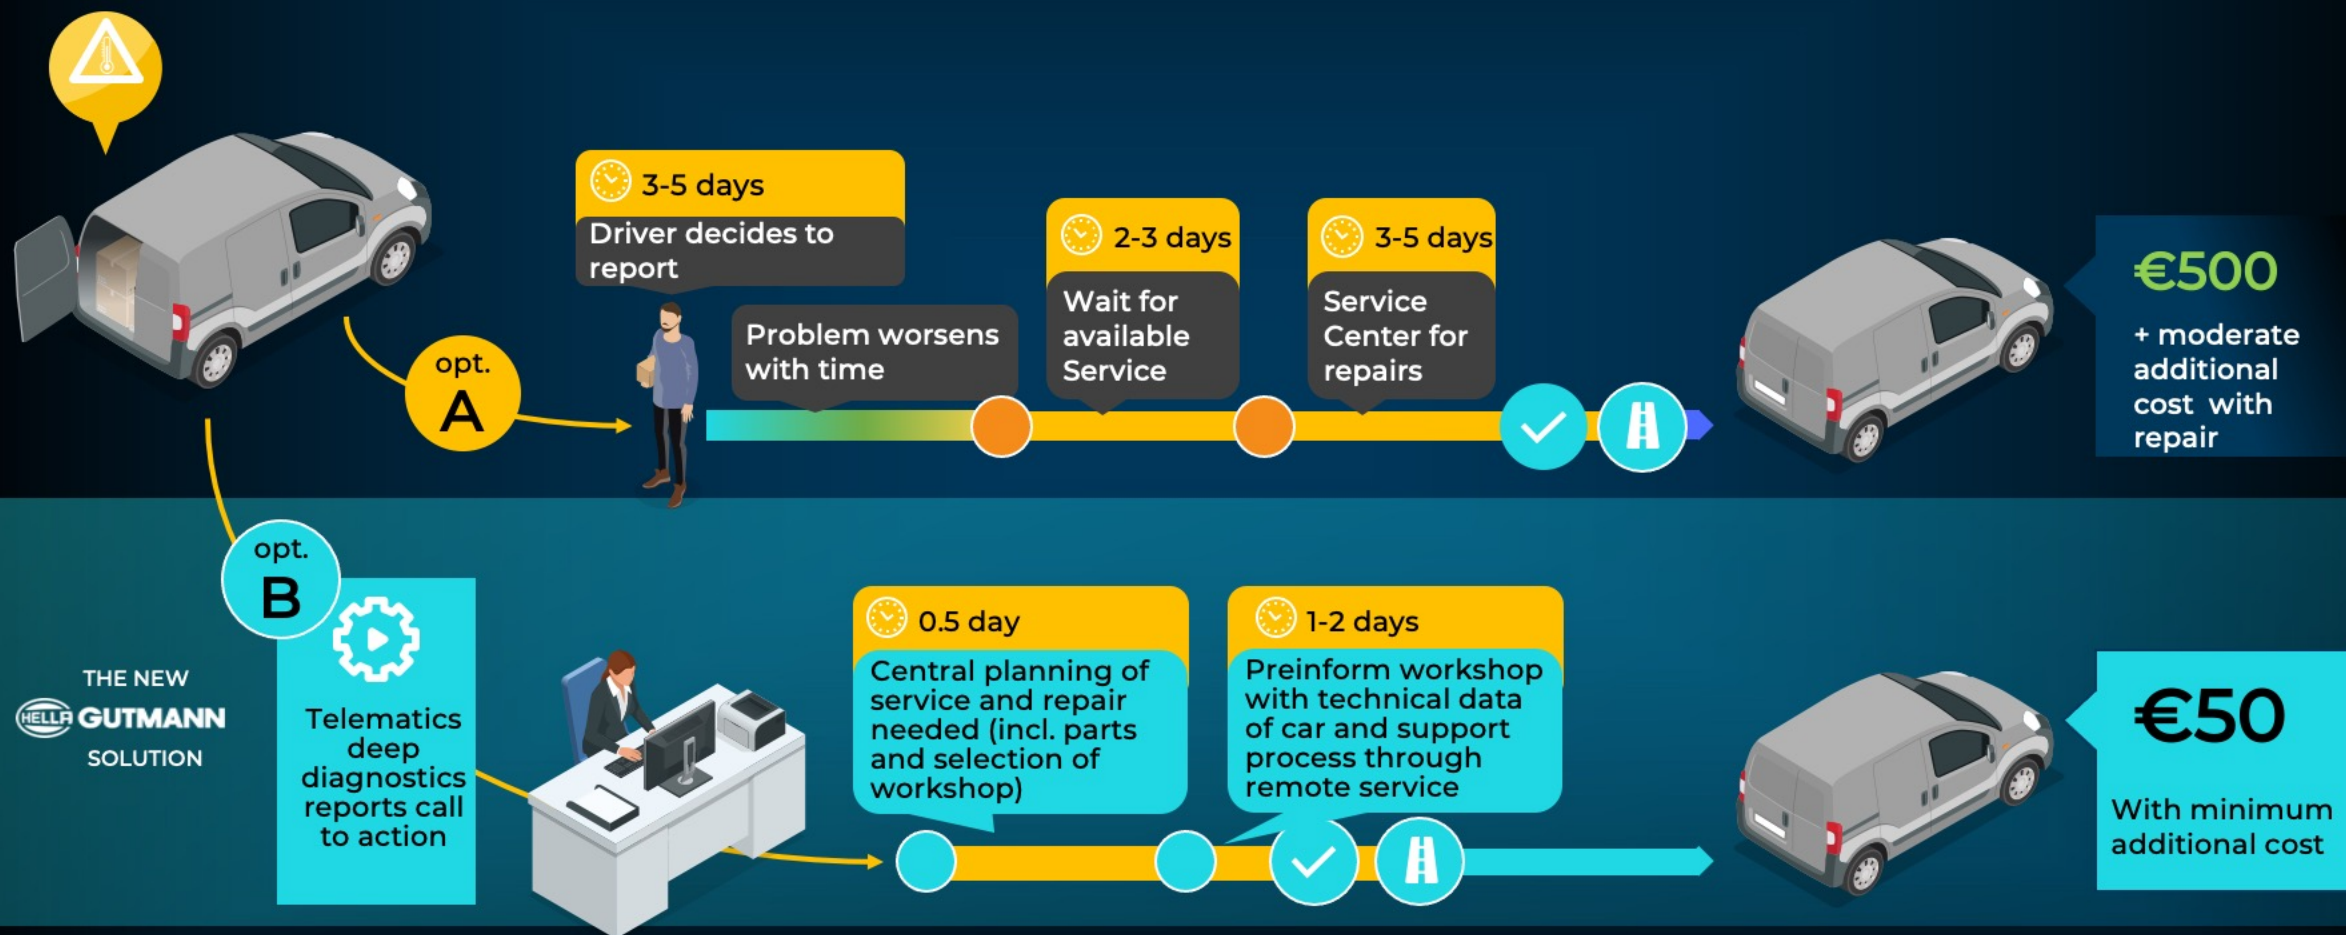 3-5 days
Driver decides to
report
Problem worsens
with time
2-3 days
Wait for
available
Service
3-5 days
Service
Center for
repairs
opt.
A
€500
+ moderate
additional
cost with
repair
opt.
B
THE NEW
HELLA GUTMANN
SOLUTION
Telematics
deep
diagnostics
reports call
to action
0.5 day
Central planning of
service and repair
needed (incl. parts
and selection of
workshop)
1-2 days
Preinform workshop
with technical data
of car and support
process through
remote service
€50
With minimum
additional cost